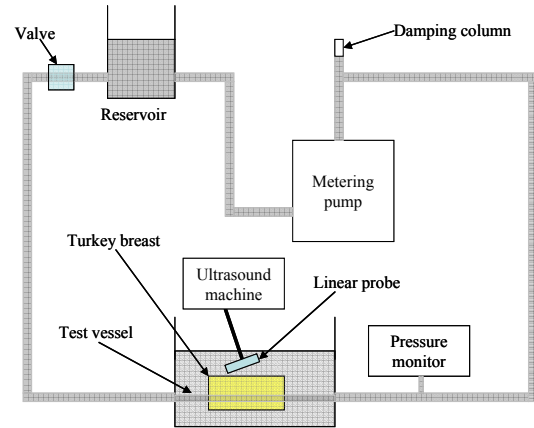 Valve
Damping column
Reservoir
Metering
pump
Turkey breast
Ultrasound
machine
Linear probe
Test vessel
Pressure
monitor